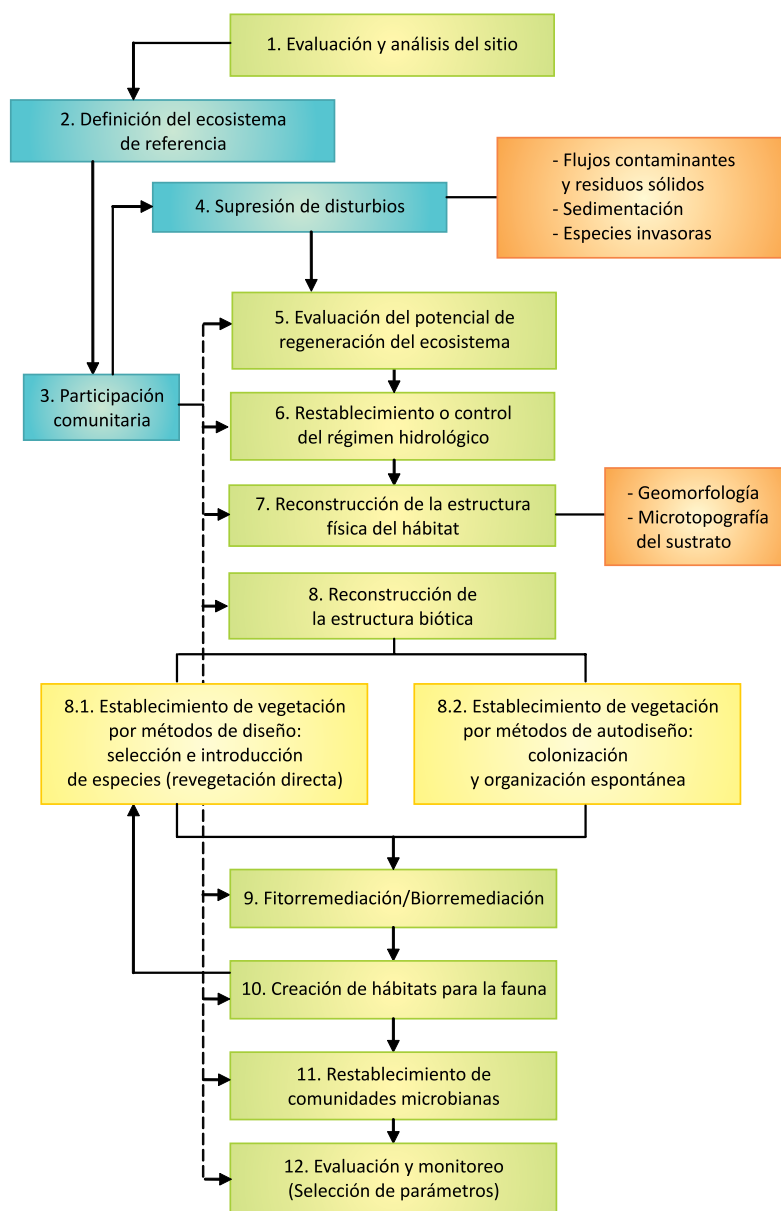 1. Evaluación y análisis del sitio
2. Definición del ecosistema
de referencia
- Flujos contaminantes
y residuos sólidos
- Sedimentación
- Especies invasoras
4. Supresión de disturbios
5. Evaluación del potencial de
regeneración del ecosistema
3. Participación
comunitaria
6. Restablecimiento o control
del régimen hidrológico
7. Reconstrucción de la estructura
física del hábitat
- Geomorfología
- Microtopografía
del sustrato
8. Reconstrucción de
la estructura biótica
8.1. Establecimiento de vegetación
por métodos de diseño:
selección e introducción
de especies (revegetación directa)
8.2. Establecimiento de vegetación
por métodos de autodiseño:
colonización
y organización espontánea
9. Fitorremediación/Biorremediación
10. Creación de hábitats para la fauna
11. Restablecimiento de
comunidades microbianas
12. Evaluación y monitoreo
(Selección de parámetros)